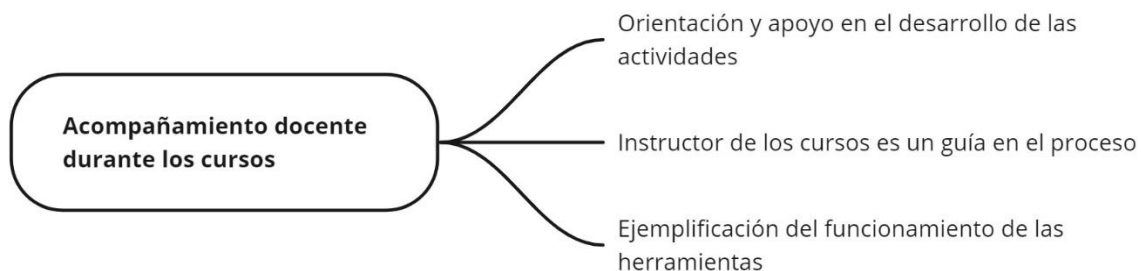 Acompañamiento docente
durante los cursos
Orientación y apoyo en el desarrollo de las
actividades
Instructor de los cursos es un guía en el proceso
Ejemplificación del funcionamiento de las
herramientas